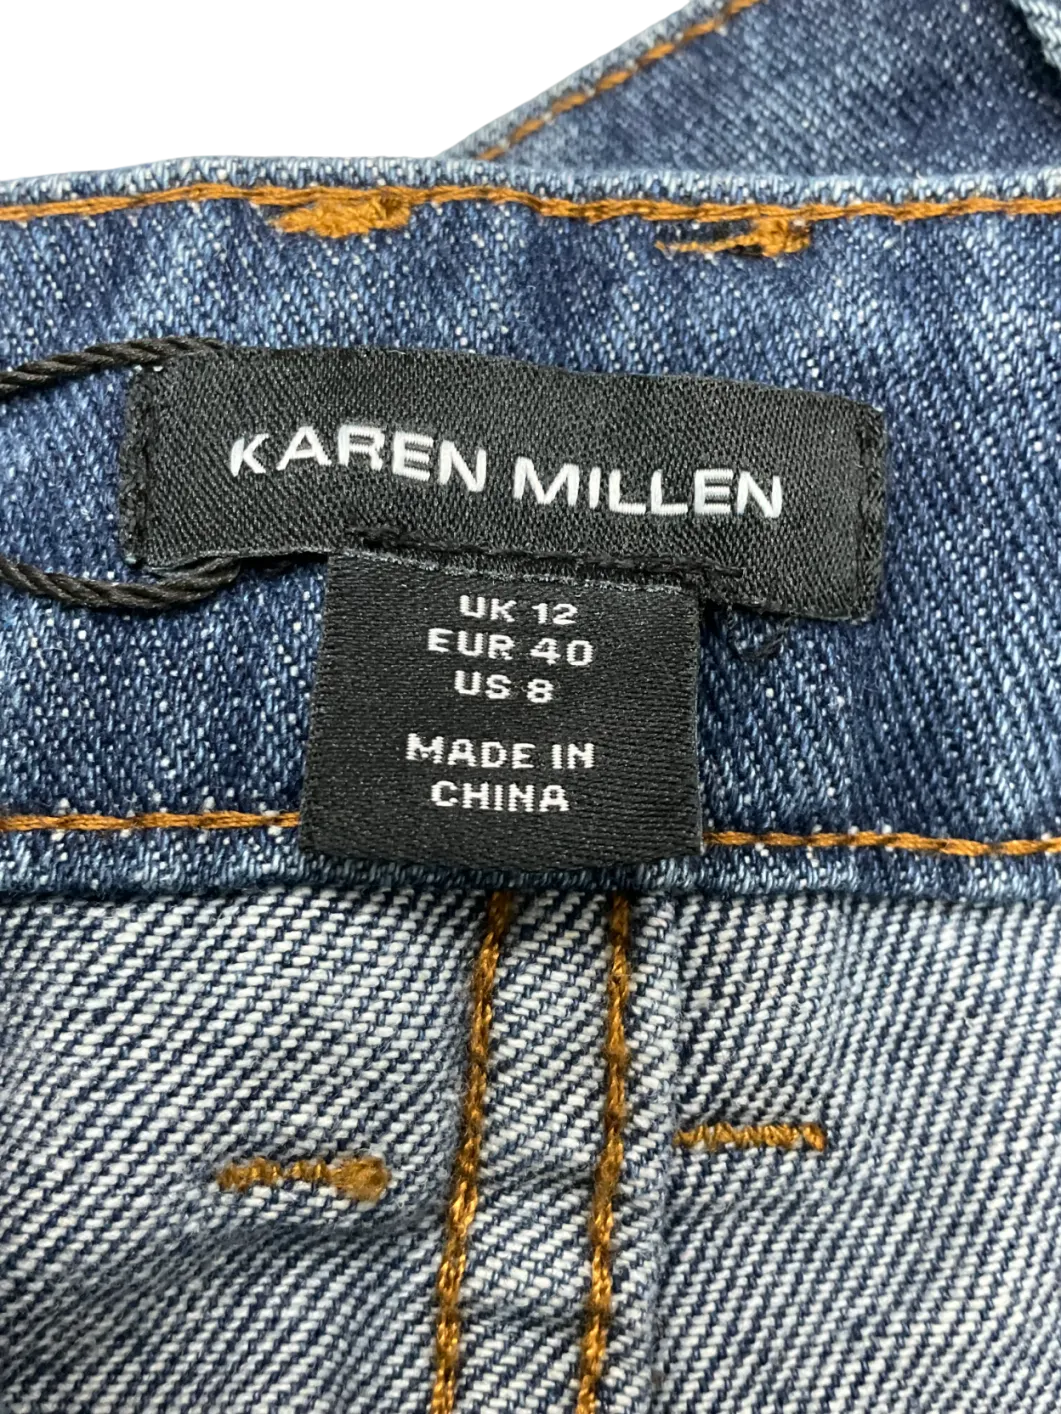 KAREN MILLEN
UK 12
EUR 40
US 8
MADE IN
CHINA